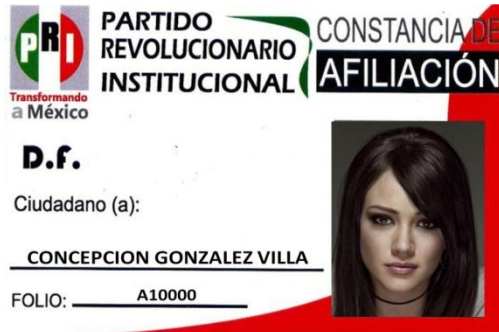 PRI
Transformando
a México
PARTIDO
REVOLUCIONARIO
INSTITUCIONAL
CONSTANCIA DE
AFILIACIÓN
D.F.
Ciudadano (a):
CONCEPCION GONZALEZ VILLA
FOLIO: A10000